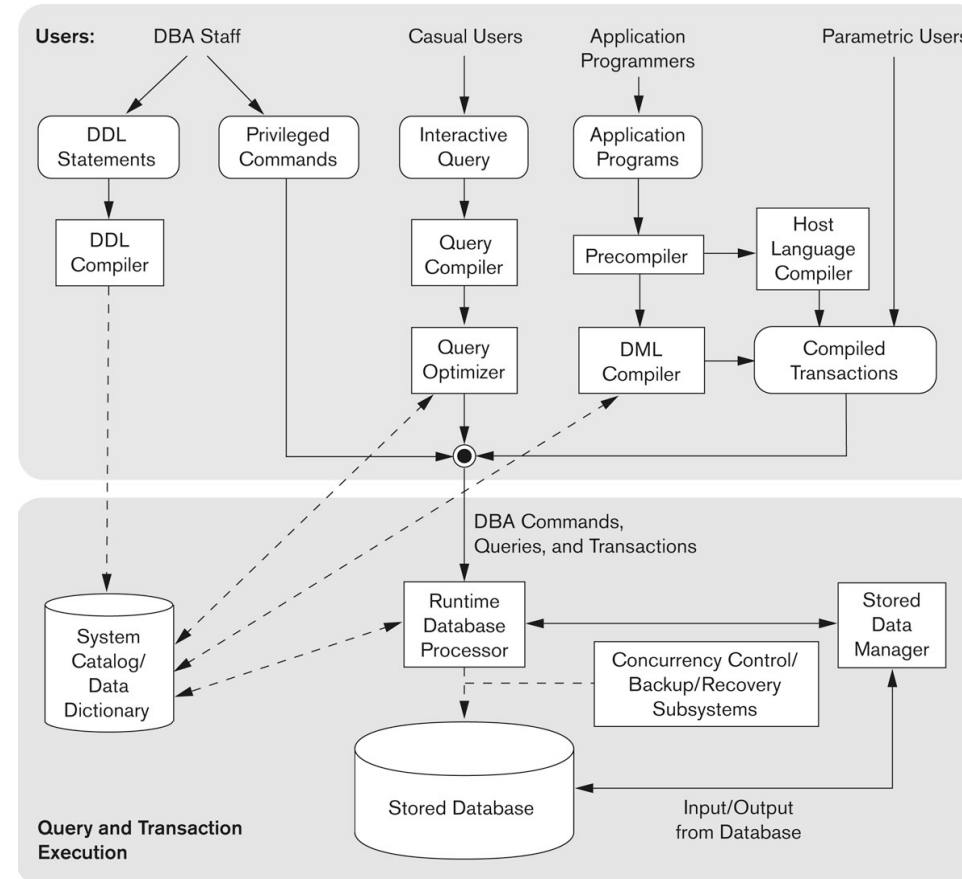 Users:
DBA Staff
Casual Users
Application
Programmers
Parametric Users
DDL
Statements
Privileged
Commands
Interactive
Query
Application
Programs
DDL
Compiler
Query
Compiler
Precompiler
Host
Language
Compiler
Query
Optimizer
DML
Compiler
Compiled
Transactions
DBA Commands,
Queries, and Transactions
System
Catalog/
Data
Dictionary
Runtime
Database
Processor
Stored
Data
Manager
Concurrency Control/
Backup/Recovery
Subsystems
Stored Database
Input/Output
from Database
Query and Transaction
Execution